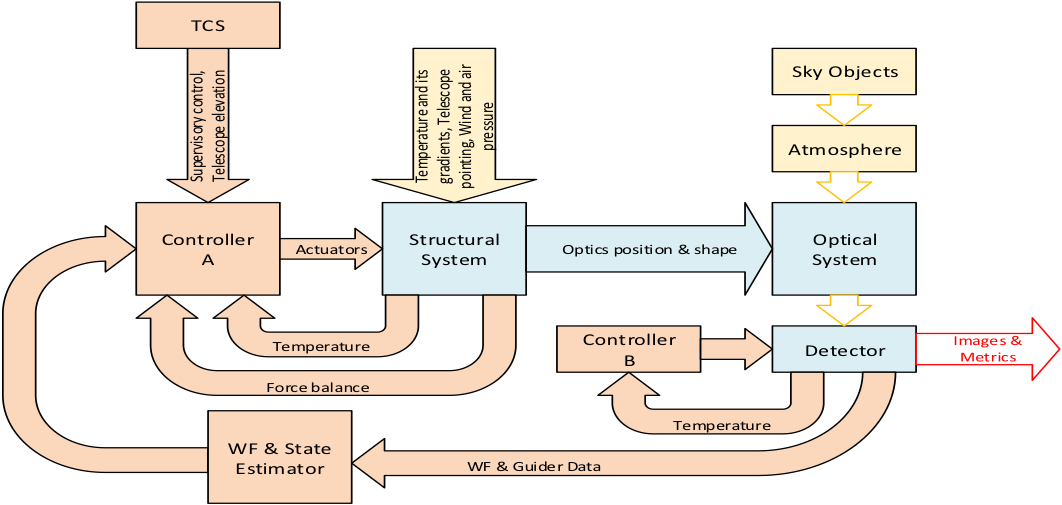 TCS
Supervisory control,
Telescope elevation
Temperature and its
gradients, Telescope
pointing, Wind and air
pressure
Sky Objects
Atmosphere
Controller
A
Actuators
Structural
System
Optics position & shape
Optical
System
Temperature
Force balance
Controller
B
Detector
Images &
Metrics
Temperature
WF & State
Estimator
WF & Guider Data